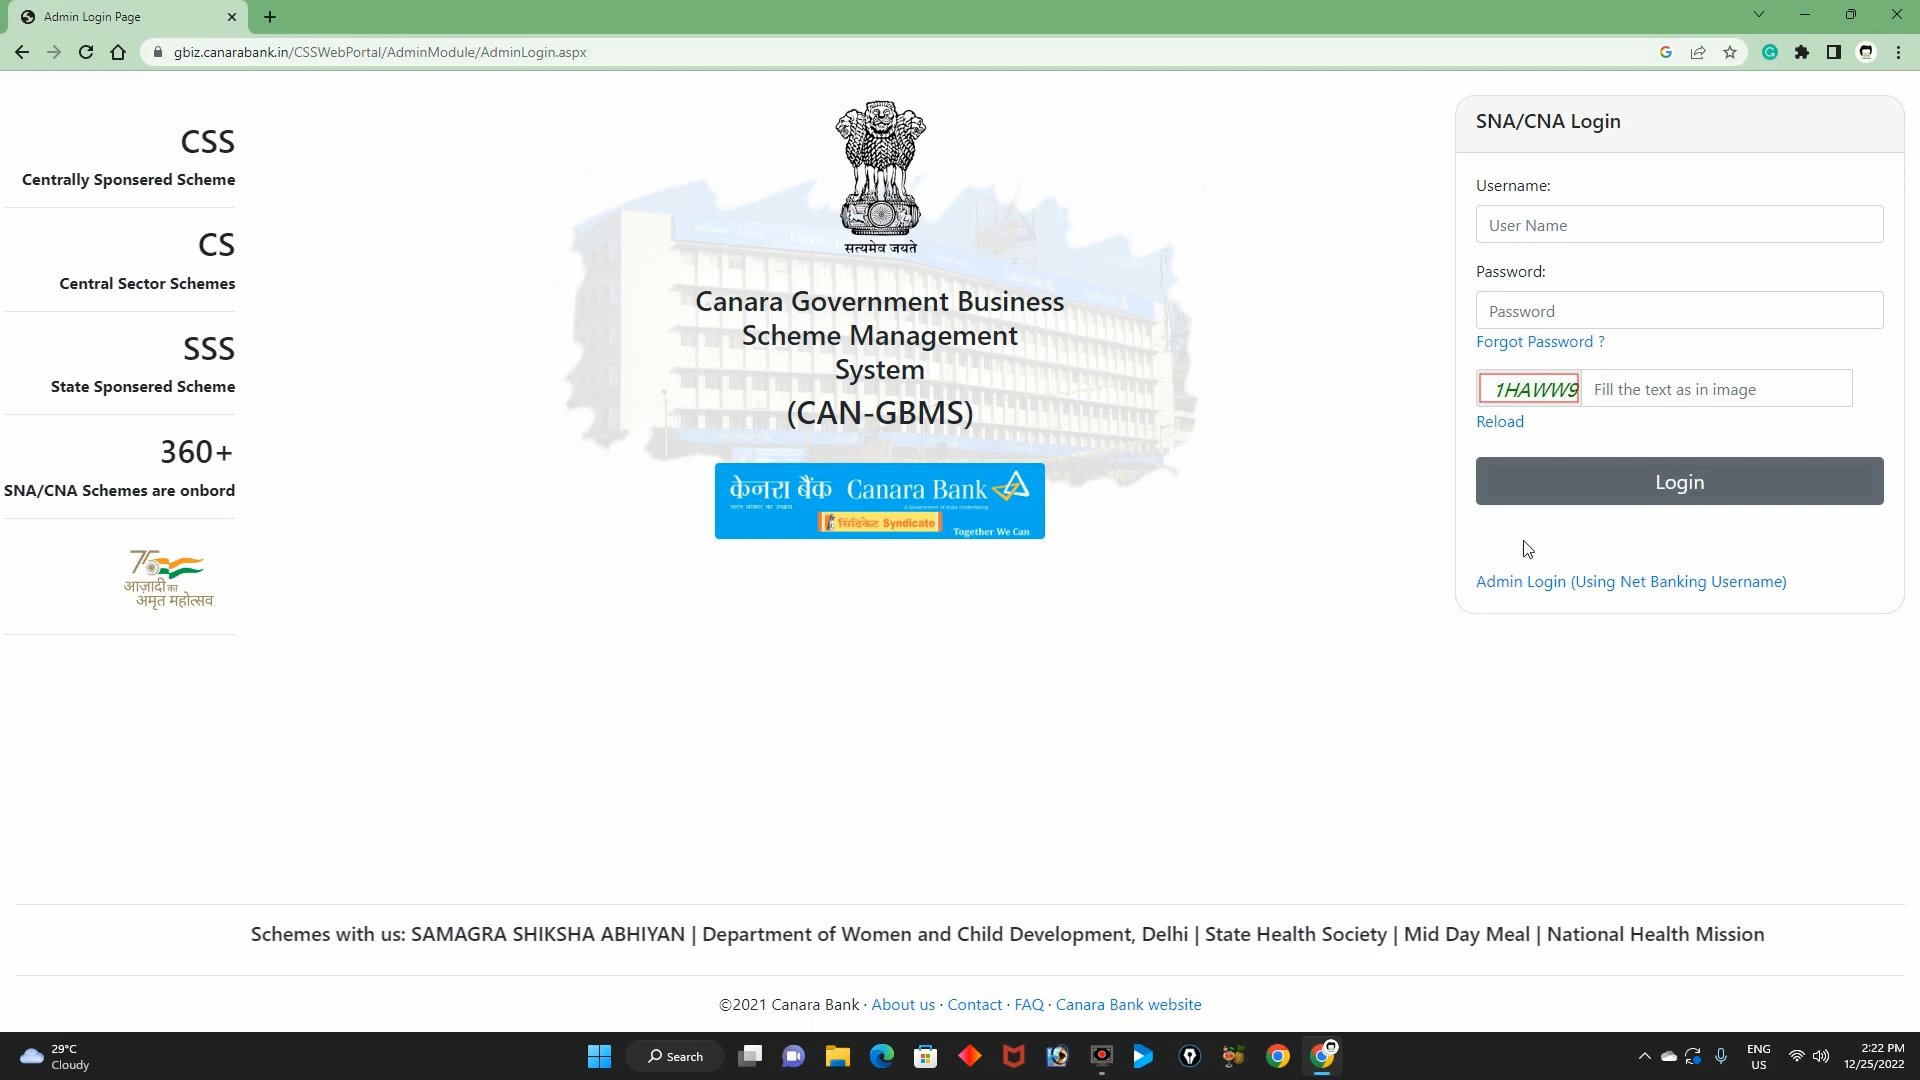 Admin Login Page
gbiz.canarabank.in/CSSWebPortal/AdminModule/AdminLogin.aspx
CSS
Centrally Sponsered Scheme
CS
Central Sector Schemes
SSS
State Sponsered Scheme
360+
SNA/CNA Schemes are onbord
75
आज़ादी का
अमृत महोत्सव
सत्यमेव जयते
Canara Government Business
Scheme Management
System
(CAN-GBMS)
केनरा बैंक Canara Bank
A Government of India Undertaking
सिंडिकेट Syndicate
Together We Can
SNA/CNA Login
Username:
User Name
Password:
Password
Forgot Password ?
1HAWW9 Fill the text as in image
Reload
Login
Admin Login (Using Net Banking Username)
Schemes with us: SAMAGRA SHIKSHA ABHIYAN | Department of Women and Child Development, Delhi | State Health Society | Mid Day Meal | National Health Mission
©2021 Canara Bank · About us · Contact · FAQ · Canara Bank website
29°C
Cloudy
Search
ENG
US
2:22 PM
12/25/2022